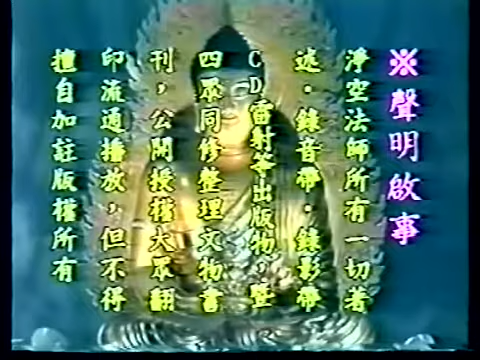 ※聲明啟事
淨空法師所有一切著
述．錄音帶．錄影帶
CD雷射等出版物，暨
四眾同修整理文物書
刊，公開授權大眾翻
印流通播放，但不得
擅自加註版權所有